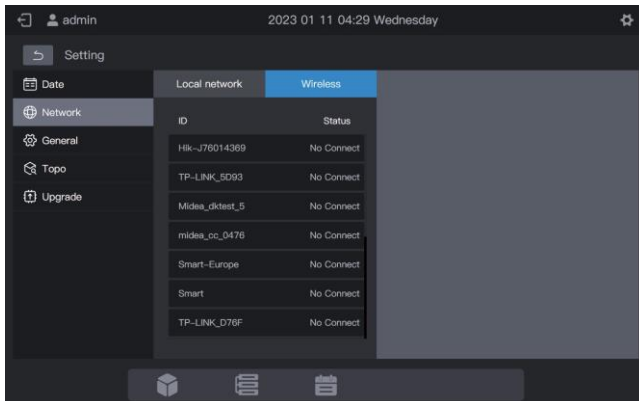 admin
2023 01 11 04:29 Wednesday
Setting
Date
Network
General
Topo
Upgrade
Local network
Wireless
ID Status
Hik-J76014369 No Connect
TP-LINK_5D93 No Connect
Midea_dktest_5 No Connect
midea_cc_0476 No Connect
Smart-Europe No Connect
Smart No Connect
TP-LINK_D76F No Connect